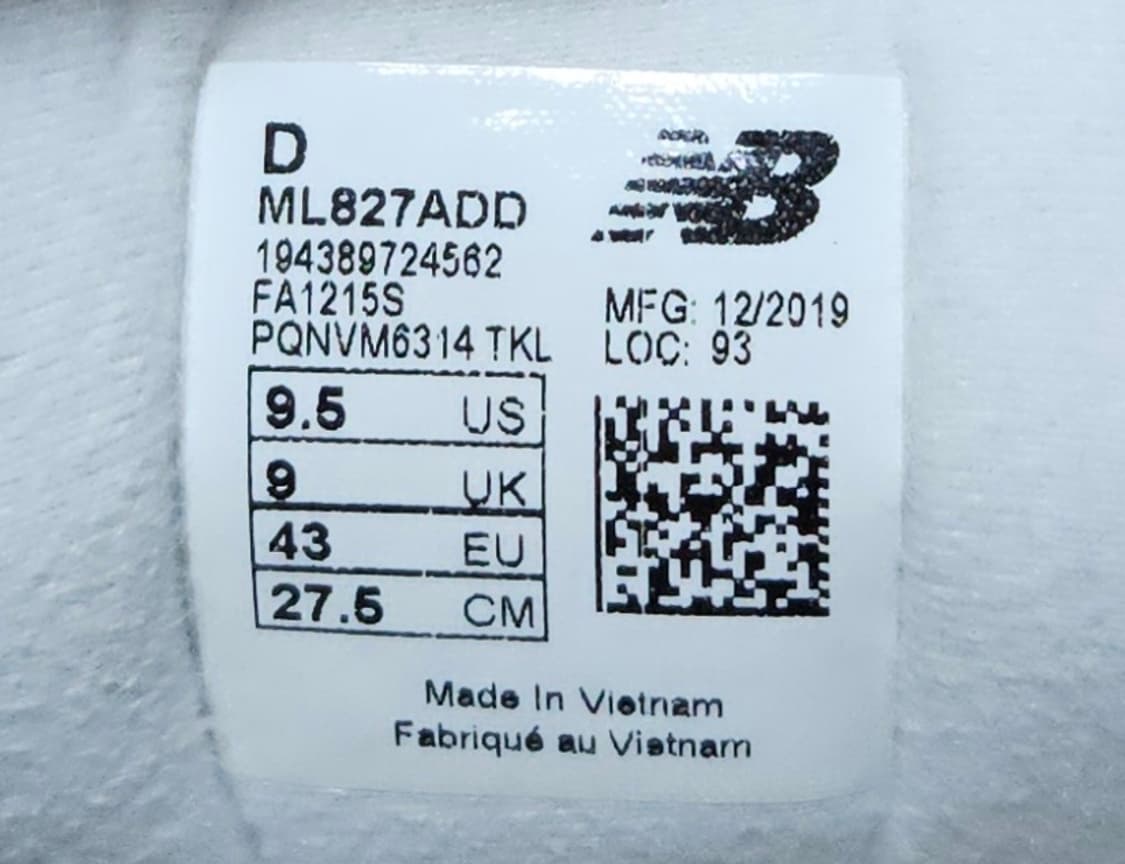 D
NB
ML827ADD
194389724562
FA1215S
PQNVM6314 TKL
MFG: 12/2019
LOC: 93
9.5 US
9 UK
43 EU
27.5 CM
Made In Vietnam
Fabriqué au Vietnam